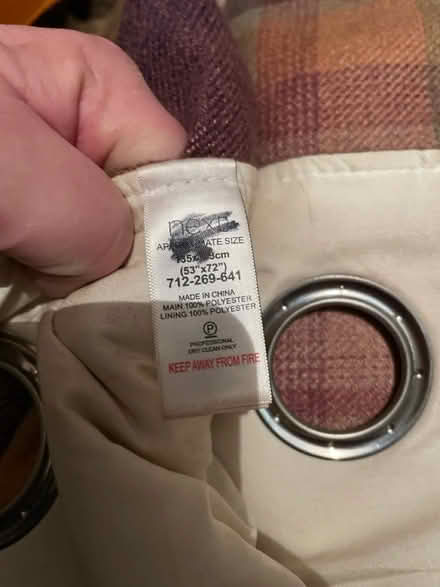 next
APPROXIMATE SIZE
(53"x72")
712-269-641
MADE IN CHINA
MAIN 100% POLYESTER
LINING 100% POLYESTER
P
PROFESSIONAL
DRY CLEAN ONLY
KEEP AWAY FROM FIRE